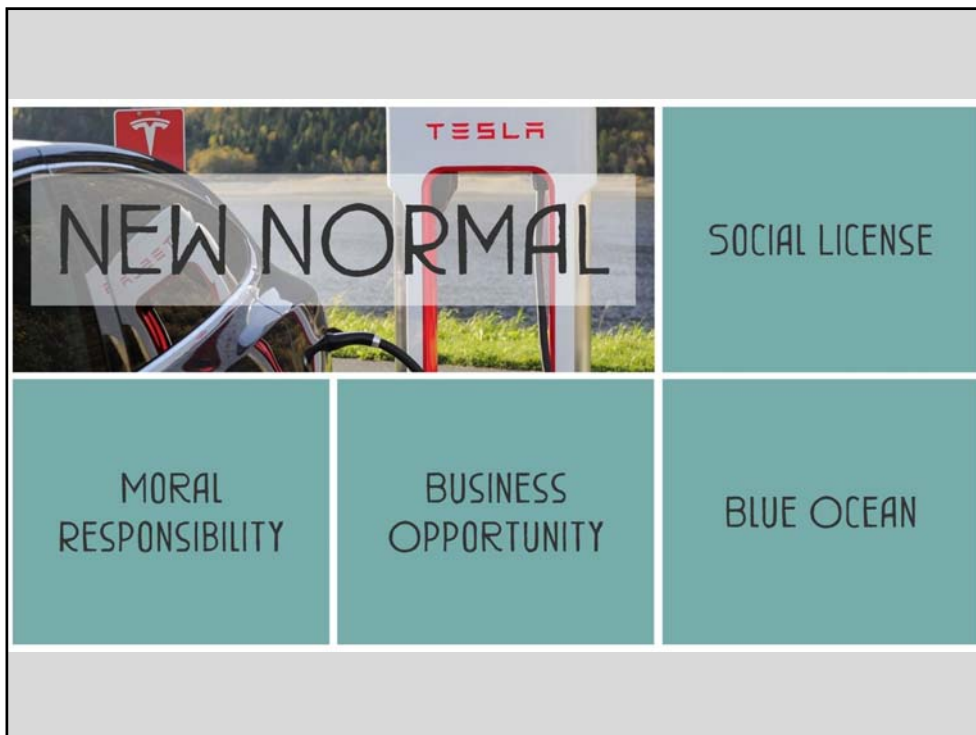 TESLA
NEW NORMAL
SOCIAL LICENSE
MORAL
RESPONSIBILITY
BUSINESS
OPPORTUNITY
BLUE OCEAN